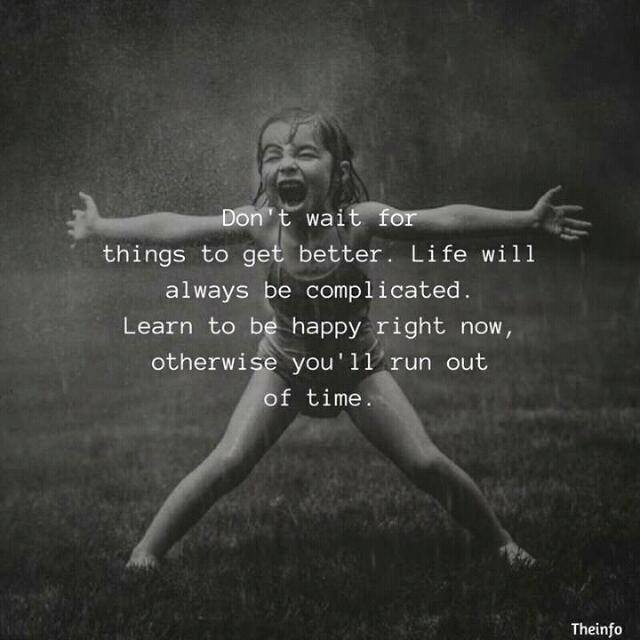 Don't wait for
things to get better. Life will
always be complicated.
Learn to be happy right now,
otherwise you'll run out
of time.
Theinfo